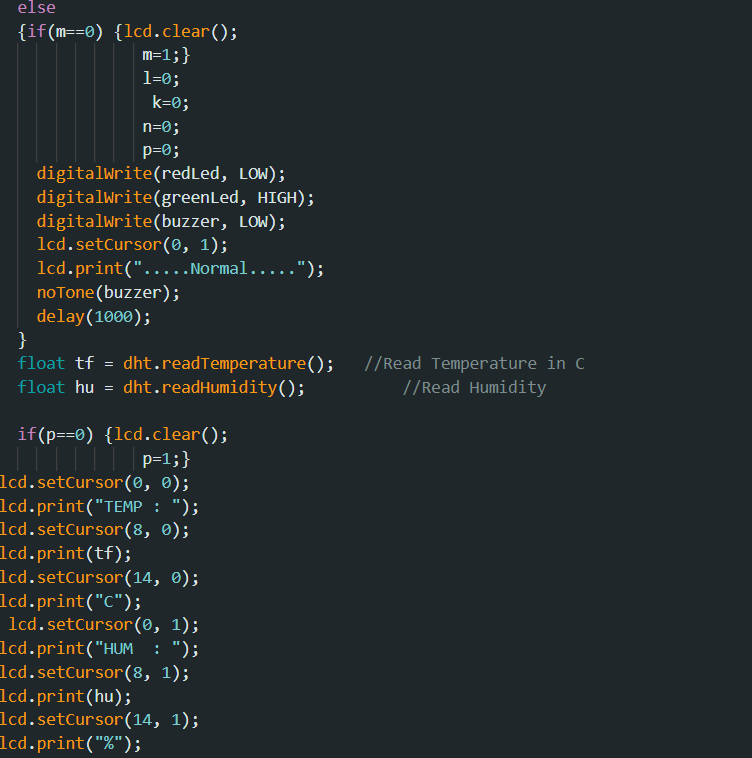 else
{if(m==0) {lcd.clear();
m=1;}
l=0;
k=0;
n=0;
p=0;
digitalWrite(redLed, LOW);
digitalWrite(greenLed, HIGH);
digitalWrite(buzzer, LOW);
lcd.setCursor(0, 1);
lcd.print(".....Normal.....");
noTone(buzzer);
delay(1000);
}
float tf = dht.readTemperature();   //Read Temperature in C
float hu = dht.readHumidity();          //Read Humidity
if(p==0) {lcd.clear();
p=1;}
lcd.setCursor(0, 0);
lcd.print("TEMP : ");
lcd.setCursor(8, 0);
lcd.print(tf);
lcd.setCursor(14, 0);
lcd.print("C");
lcd.setCursor(0, 1);
lcd.print("HUM  : ");
lcd.setCursor(8, 1);
lcd.print(hu);
lcd.setCursor(14, 1);
lcd.print("%");